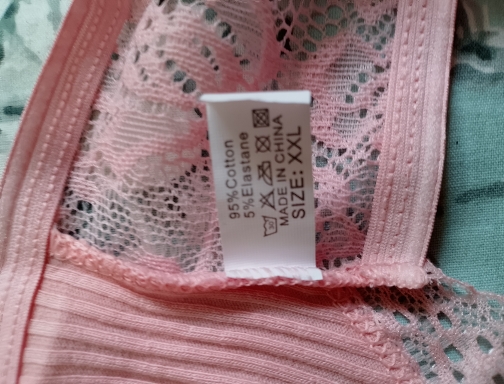 95%Cotton
5%Elastane
MADE IN CHINA
SIZE: XXL